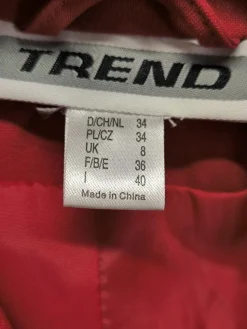 TREND
D/CH/NL 34
PL/CZ 34
UK 8
F/B/E 36
I 40
Made in China